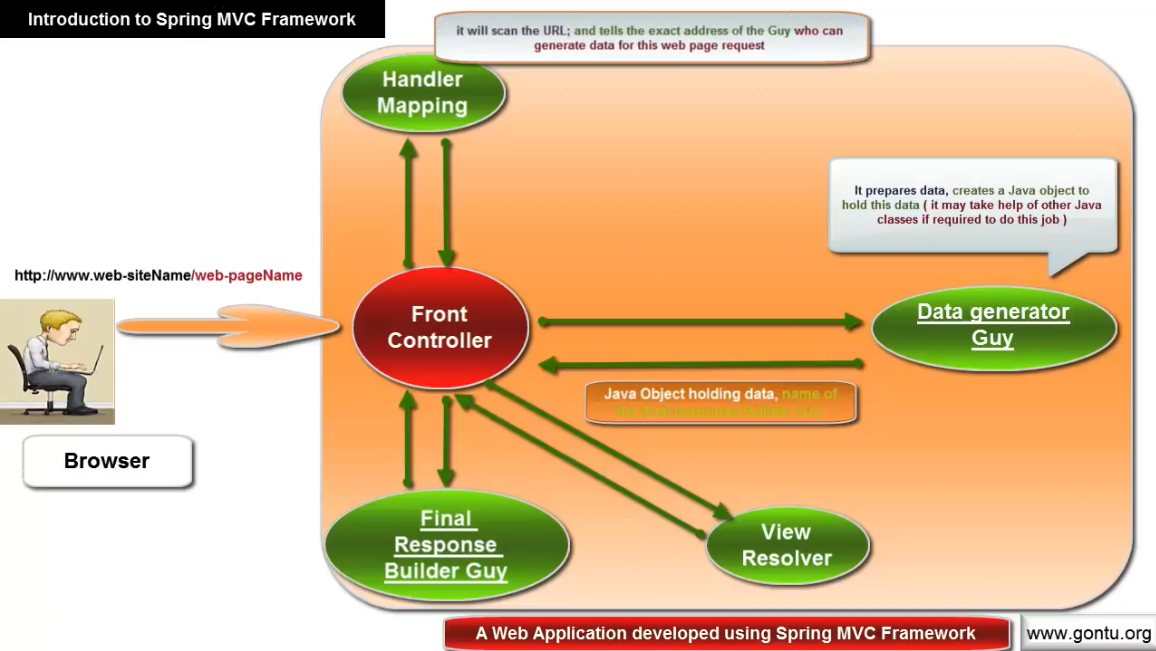 Introduction to Spring MVC Framework
it will scan the URL; and tells the exact address of the Guy who can
generate data for this web page request
Handler
Mapping
It prepares data, creates a Java object to
hold this data ( it may take help of other Java
classes if required to do this job )
http://www.web-siteName/web-pageName
Front
Controller
Data generator
Guy
Java Object holding data, name of
the final response Builder Guy
Browser
Final
Response
Builder Guy
View
Resolver
A Web Application developed using Spring MVC Framework
www.gontu.org